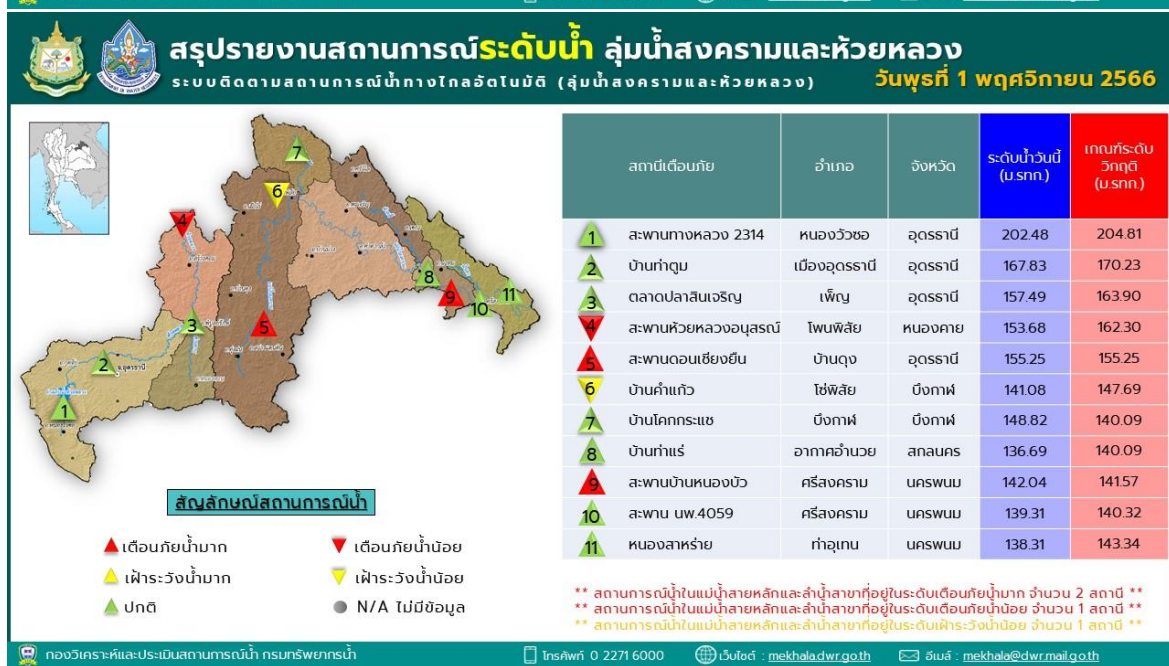 สรุปรายงานสถานการณ์ระดับน้ำ ลุ่มน้ำสงครามและห้วยหลวง
ระบบติดตามสถานการณ์น้ำทางไกลอัตโนมัติ (ลุ่มน้ำสงครามและห้วยหลวง)
วันพุธที่ 1 พฤศจิกายน 2566
สถานีเตือนภัย อำเภอ จังหวัด ระดับน้ำวันนี้ (ม.รทก.) เกณฑ์ระดับวิกฤติ (ม.รทก.)
1 สะพานทางหลวง 2314 หนองวัวซอ อุดรธานี 202.48 204.81
2 บ้านท่าตูม เมืองอุดรธานี อุดรธานี 167.83 170.23
3 ตลาดปลาสินเจริญ เพ็ญ อุดรธานี 157.49 163.90
4 สะพานห้วยหลวงอนุสรณ์ โพนพิสัย หนองคาย 153.68 162.30
5 สะพานดอนเชียงยืน บ้านดุง อุดรธานี 155.25 155.25
6 บ้านคำแก้ว โซ่พิสัย บึงกาฬ 141.08 147.69
7 บ้านโคกกระแซ บึงกาฬ บึงกาฬ 148.82 140.09
8 บ้านท่าแร่ อากาศอำนวย สกลนคร 136.69 140.09
9 สะพานบ้านหนองบัว ศรีสงคราม นครพนม 142.04 141.57
10 สะพาน นพ.4059 ศรีสงคราม นครพนม 139.31 140.32
11 หนองสาหร่าย ท่าอุเทน นครพนม 138.31 143.34
7
6
4
8
9
10
11
3
5
2
อ.อุดรธานี
1
สัญลักษณ์สถานการณ์น้ำ
เตือนภัยน้ำมาก เตือนภัยน้ำน้อย
เฝ้าระวังน้ำมาก เฝ้าระวังน้ำน้อย
ปกติ N/A ไม่มีข้อมูล
** สถานการณ์น้ำในแม่น้ำสายหลักและลำน้ำสาขาที่อยู่ในระดับเตือนภัยน้ำมาก จำนวน 2 สถานี **
** สถานการณ์น้ำในแม่น้ำสายหลักและลำน้ำสาขาที่อยู่ในระดับเตือนภัยน้ำน้อย จำนวน 1 สถานี **
** สถานการณ์น้ำในแม่น้ำสายหลักและลำน้ำสาขาที่อยู่ในระดับเฝ้าระวังน้ำน้อย จำนวน 1 สถานี **
กองวิเคราะห์และประเมินสถานการณ์น้ำ กรมทรัพยากรน้ำ โทรศัพท์ 0 2271 6000 เว็บไซต์ : mekhala.dwr.go.th อีเมล์ : mekhala@dwr.mail.go.th